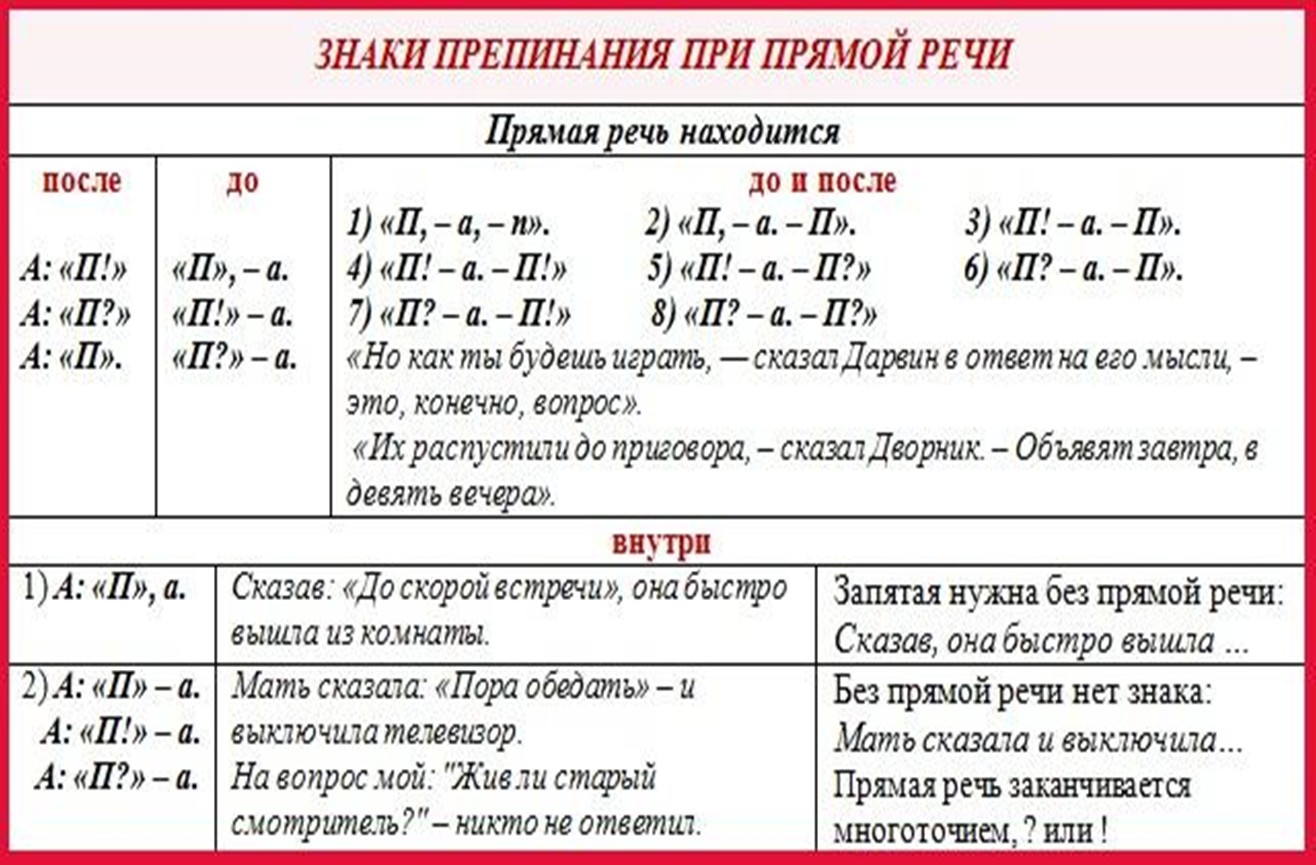 ЗНАКИ ПРЕПИНАНИЯ ПРИ ПРЯМОЙ РЕЧИ
Прямая речь находится
после
А: «П!»
А: «П?»
А: «П».
до
«П», – а.
«П!» – а.
«П?» – а.
до и после
1) «П, – а, – п». 2) «П, – а. – П». 3) «П! – а. – П».
4) «П! – а. – П!» 5) «П! – а. – П?» 6) «П? – а. – П».
7) «П? – а. – П!» 8) «П? – а. – П?»
«Но как ты будешь играть, — сказал Дарвин в ответ на его мысли, –
это, конечно, вопрос».
«Их распустили до приговора, – сказал Дворник. – Объявят завтра, в
девять вечера».
внутри
1) А: «П», а.
Сказав: «До скорой встречи», она быстро
вышла из комнаты.
Запятая нужна без прямой речи:
Сказав, она быстро вышла ...
2) А: «П» – а.
А: «П!» – а.
А: «П?» – а.
Мать сказала: «Пора обедать» – и
выключила телевизор.
На вопрос мой: "Жив ли старый
смотритель?" – никто не ответил.
Без прямой речи нет знака:
Мать сказала и выключила...
Прямая речь заканчивается
многоточием, ? или !